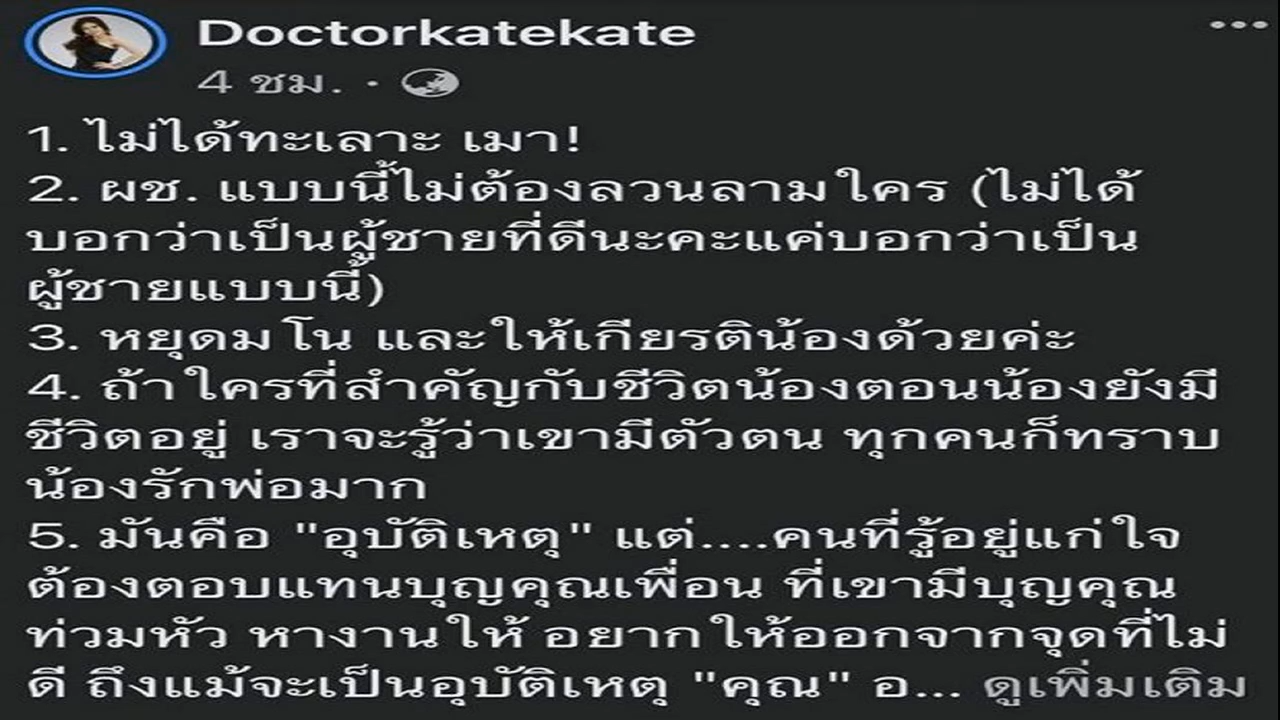 Doctorkatekate
4 ชม. ·
1. ไม่ได้ทะเลาะ เมา!
2. ผช. แบบนี้ไม่ต้องลวนลามใคร (ไม่ได้
บอกว่าเป็นผู้ชายที่ดีนะคะแค่บอกว่าเป็น
ผู้ชายแบบนี้)
3. หยุดมโน และให้เกียรติน้องด้วยค่ะ
4. ถ้าใครที่สำคัญกับชีวิตน้องตอนน้องยังมี
ชีวิตอยู่ เราจะรู้ว่าเขามีตัวตน ทุกคนก็ทราบ
น้องรักพ่อมาก
5. มันคือ "อุบัติเหตุ" แต่....คนที่รู้อยู่แก่ใจ
ต้องตอบแทนบุญคุณเพื่อน ที่เขามีบุญคุณ
ท่วมหัว หางานให้ อยากให้ออกจากจุดที่ไม่
ดี ถึงแม้จะเป็นอุบัติเหตุ "คุณ" อ... ดูเพิ่มเติม